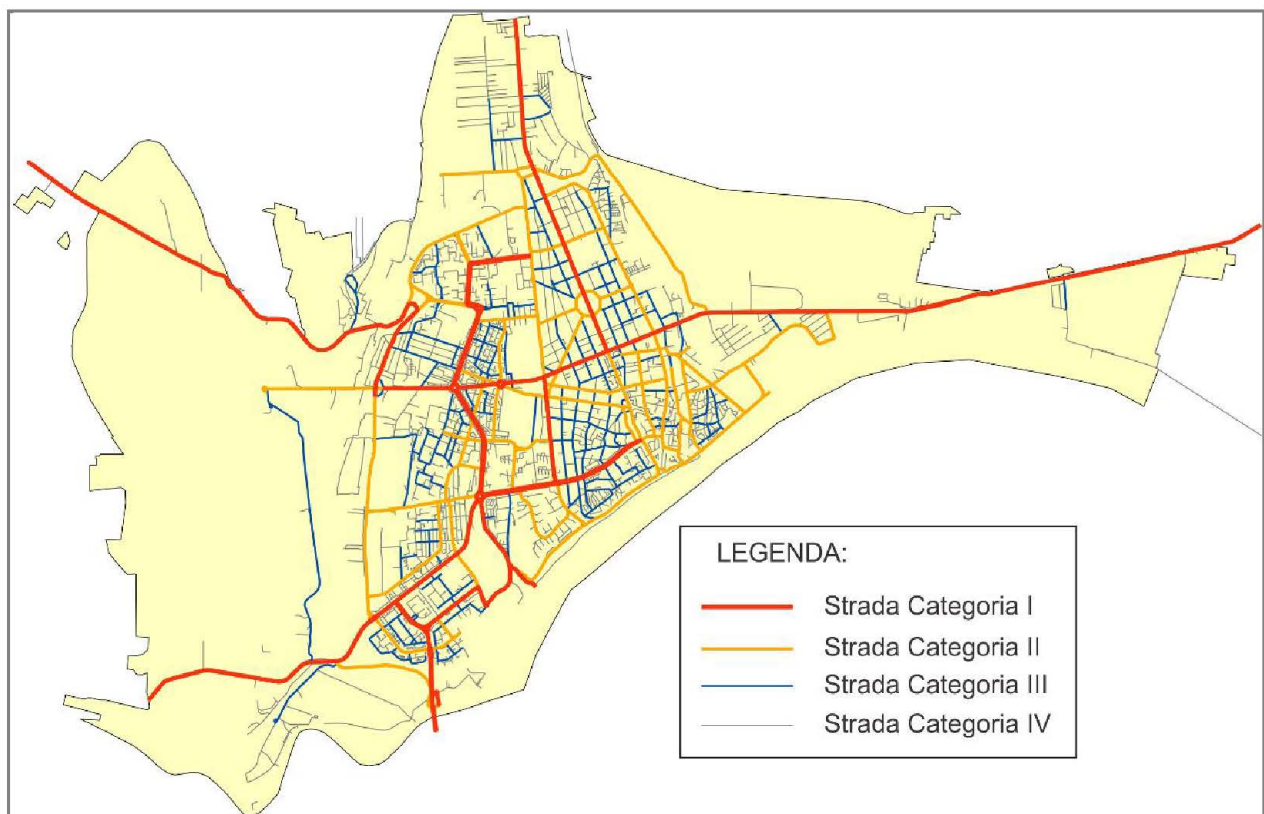 LEGENDA:
Strada Categoria I
Strada Categoria II
Strada Categoria III
Strada Categoria IV